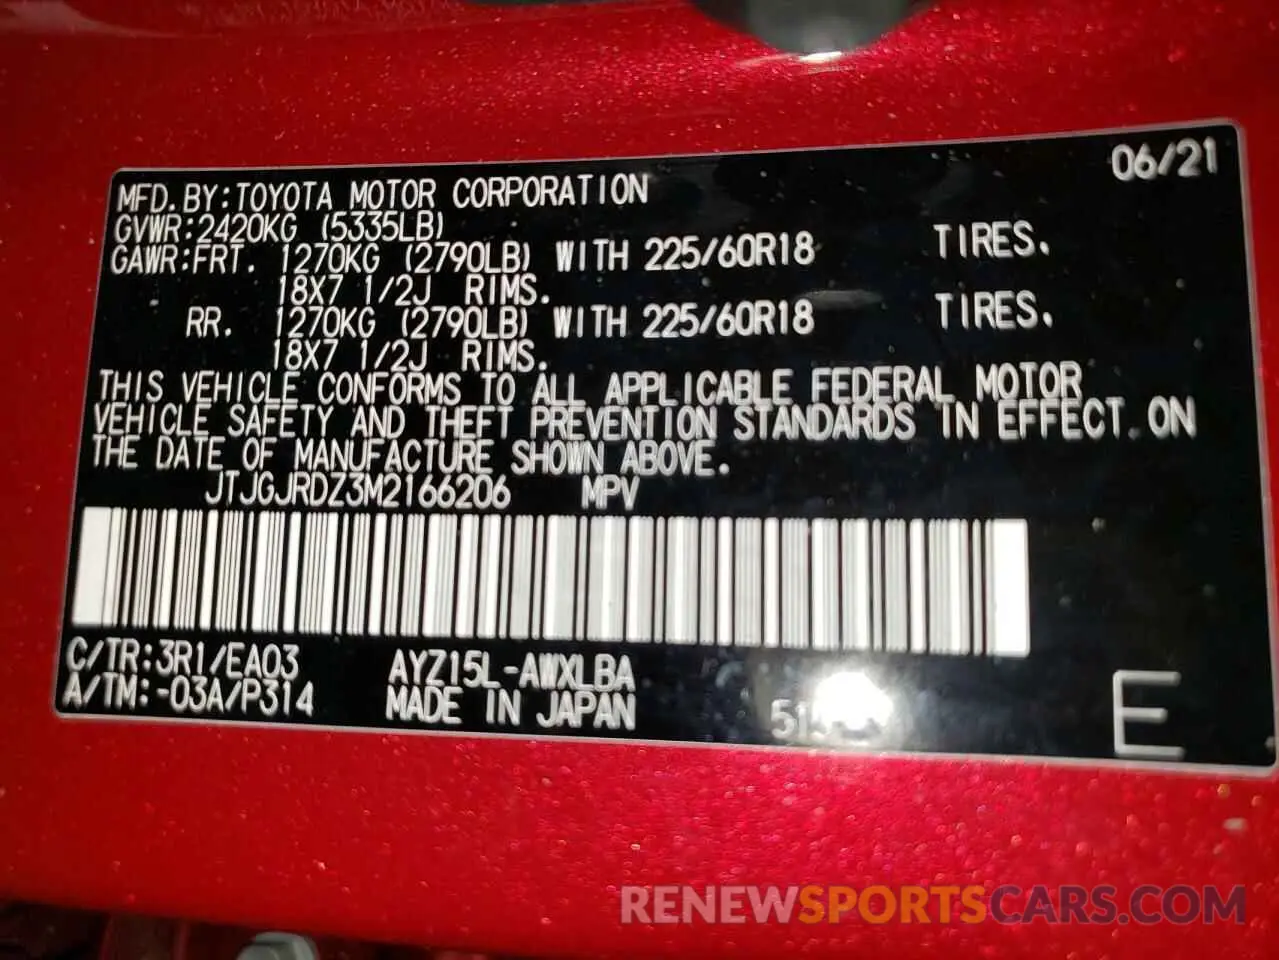 06/21
MFD.BY:TOYOTA MOTOR CORPORATION
GVWR:2420KG (5335LB)
GAWR:FRT. 1270KG (2790LB) WITH 225/60R18 TIRES.
18X7 1/2J RIMS.
RR. 1270KG (2790LB) WITH 225/60R18 TIRES.
18X7 1/2J RIMS.
THIS VEHICLE CONFORMS TO ALL APPLICABLE FEDERAL MOTOR
VEHICLE SAFETY AND THEFT PREVENTION STANDARDS IN EFFECT ON
THE DATE OF MANUFACTURE SHOWN ABOVE.
JTJGJRDZ3M2166206 MPV
C/TR:3R1/EA03 AYZ15L-AWXLBA
A/TM:-03A/P314 MADE IN JAPAN
E
RENEWSPORTSCARS.COM